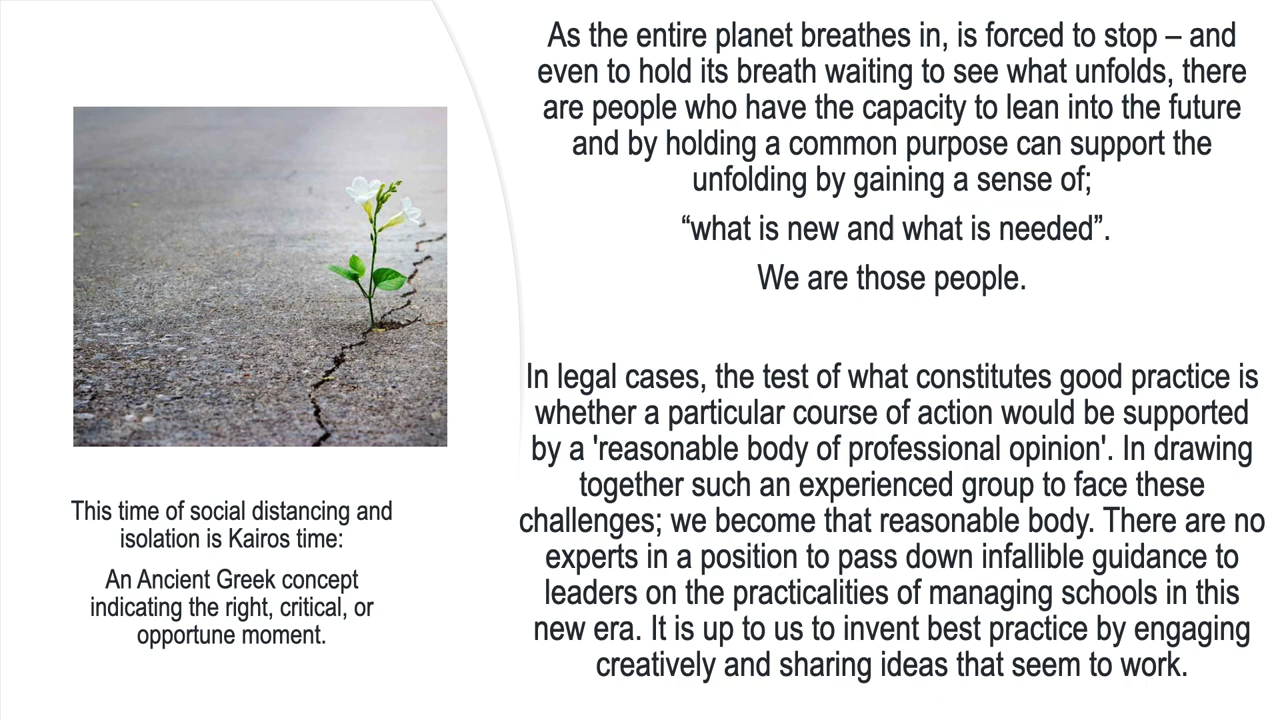 As the entire planet breathes in, is forced to stop – and
even to hold its breath waiting to see what unfolds, there
are people who have the capacity to lean into the future
and by holding a common purpose can support the
unfolding by gaining a sense of;
“what is new and what is needed”.
We are those people.
In legal cases, the test of what constitutes good practice is
whether a particular course of action would be supported
by a 'reasonable body of professional opinion'. In drawing
together such an experienced group to face these
challenges; we become that reasonable body. There are no
experts in a position to pass down infallible guidance to
leaders on the practicalities of managing schools in this
new era. It is up to us to invent best practice by engaging
creatively and sharing ideas that seem to work.
This time of social distancing and
isolation is Kairos time:
An Ancient Greek concept
indicating the right, critical, or
opportune moment.